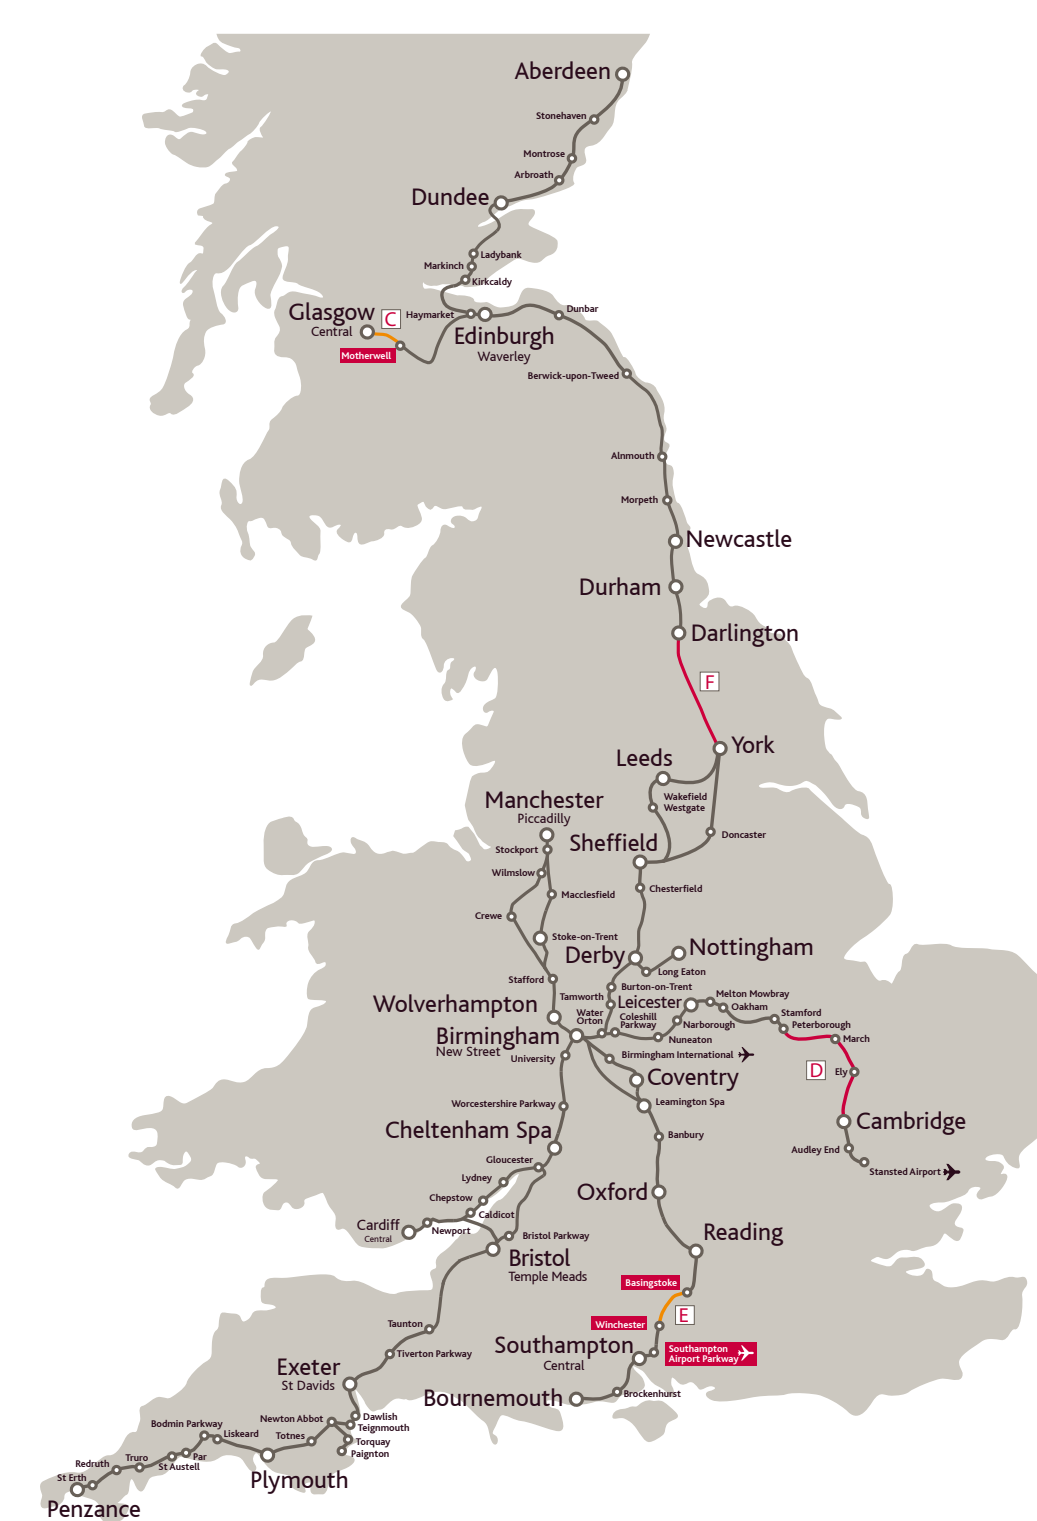 Aberdeen
Stonehaven
Montrose
Arbroath
Dundee
Ladybank
Markinch
Kirkcaldy
Glasgow
Central
C
Haymarket
Dunbar
Edinburgh
Waverley
Motherwell
Berwick-upon-Tweed
Alnmouth
Morpeth
Newcastle
Durham
Darlington
F
York
Leeds
Wakefield
Westgate
Manchester
Piccadilly
Doncaster
Sheffield
Stockport
Wilmslow
Chesterfield
Macclesfield
Crewe
Stoke-on-Trent
Nottingham
Derby
Long Eaton
Stafford
Burton-on-Trent
Tamworth
Leicester
Melton Mowbray
Oakham
Wolverhampton
Water
Orton
Coleshill
Parkway
Narborough
Stamford
Peterborough
Birmingham
New Street
Nuneaton
March
University
Birmingham International
D
Ely
Coventry
Leamington Spa
Worcestershire Parkway
Cheltenham Spa
Banbury
Cambridge
Audley End
Stansted Airport
Gloucester
Lydney
Chepstow
Caldicot
Oxford
Cardiff
Central
Newport
Bristol Parkway
Reading
Bristol
Temple Meads
Basingstoke
E
Winchester
Taunton
Tiverton Parkway
Southampton
Central
Southampton
Airport Parkway
Exeter
St Davids
Bournemouth
Brockenhurst
Newton Abbot
Dawlish
Teignmouth
Bodmin Parkway
Liskeard
Totnes
Torquay
Paignton
Truro
Par
St Austell
Redruth
St Erth
Plymouth
Penzance